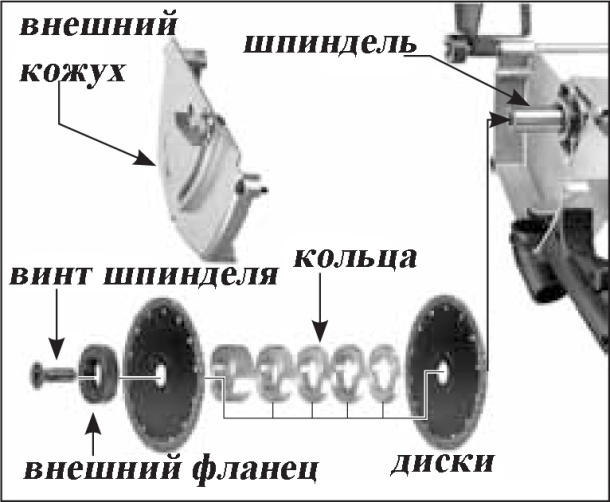 внешний
кожух
шпиндель
винт шпинделя
кольца
внешний фланец
диски